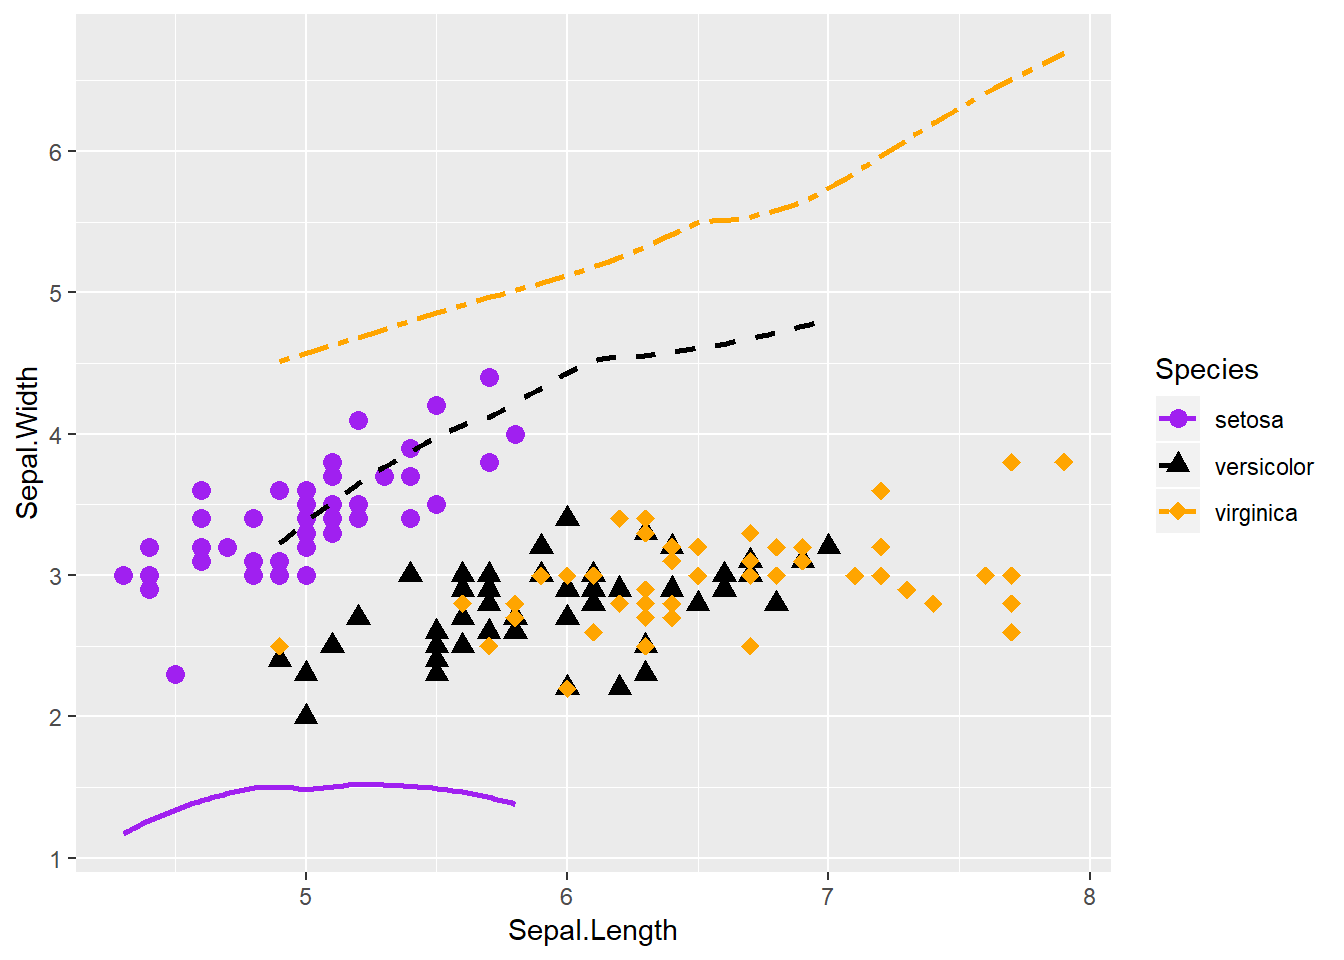 6
5
4
3
2
1
Sepal.Width
5 6 7 8
Sepal.Length
Species
setosa
versicolor
virginica